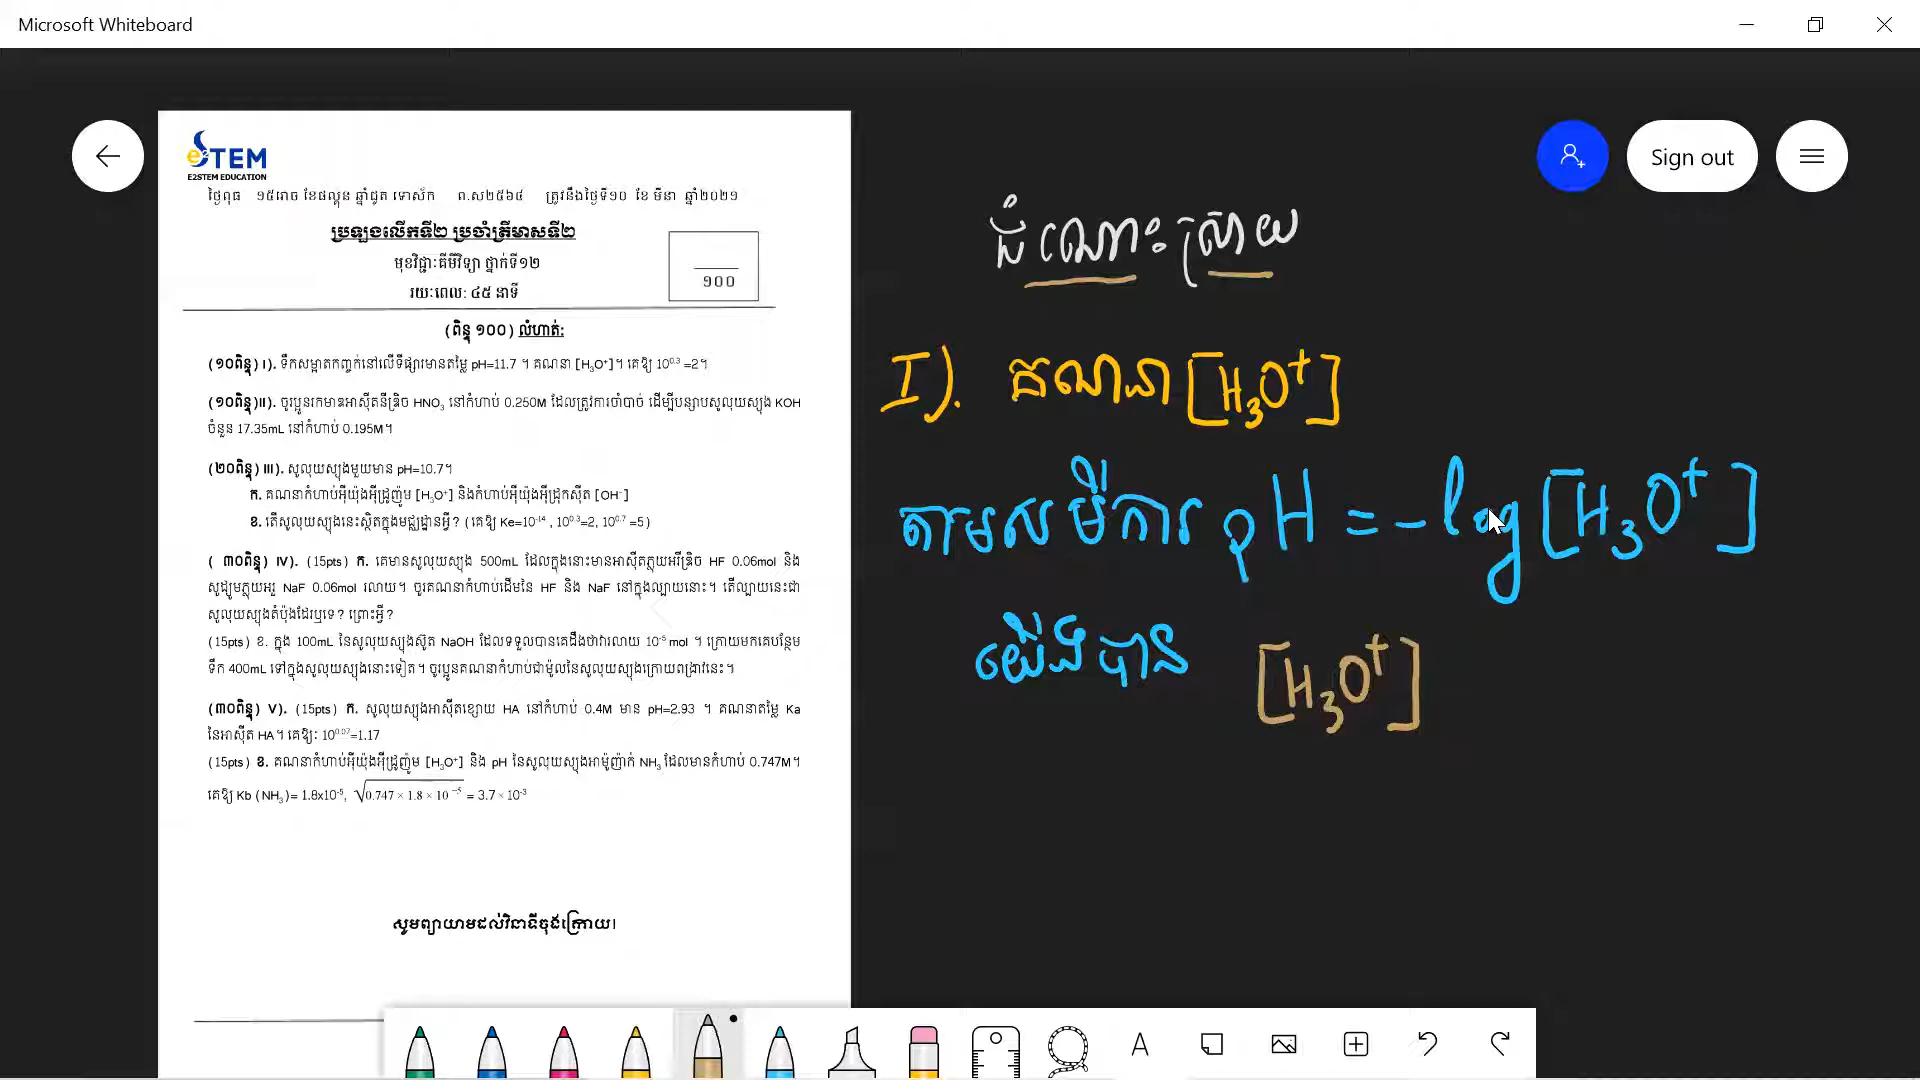 Microsoft Whiteboard
Sign out
e²STEM
E2STEM EDUCATION
ថ្ងៃពុធ ១៥រោច ខែផល្គុន ឆ្នាំជូត ទោស័ក ព.ស២៥៦៤ ត្រូវនឹងថ្ងៃទី១០ ខែ មីនា ឆ្នាំ២០២១
ប្រឡងលើកទី២ ប្រចាំត្រីមាសទី២
មុខវិជ្ជា:គីមីវិទ្យា ថ្នាក់ទី១២
រយ:ពេល: ៤៥ នាទី
១០០
(ពិន្ទុ ១០០) លំហាត់:
(១០ពិន្ទុ) I). ទឹកសម្អាតកញ្ចក់នៅលើទីផ្សារមានតម្លៃ pH=11.7 ។ គណនា [H₃O⁺]។ គេឱ្យ 10⁰·³ =2។
(១០ពិន្ទុ)II). ចូរប្អូនរកមាឌអាស៊ីតនីឌ្រិច HNO₃ នៅកំហាប់ 0.250M ដែលត្រូវការចាំបាច់ ដើម្បីបន្សាបសូលុយស្យុង KOH
ចំនួន 17.35mL នៅកំហាប់ 0.195M។
(២០ពិន្ទុ) III). សូលុយស្យុងមួយមាន pH=10.7។
ក. គណនាកំហាប់អ៊ីយ៉ុងអ៊ីដ្រូញ៉ូម [H₃O⁺] និងកំហាប់អ៊ីយ៉ុងអ៊ីដ្រុកស៊ីត [OH⁻]
ខ. តើសូលុយស្យុងនេះស្ថិតក្នុងមជ្ឈដ្ឋានអ្វី? (គេឱ្យ Ke=10⁻¹⁴ , 10⁰·³=2, 10⁰·⁷ =5)
( ៣០ពិន្ទុ) IV). (15pts) ក. គេមានសូលុយស្យុង 500mL ដែលក្នុងនោះមានអាស៊ីតភ្លុយអរីឌ្រិច HF 0.06mol និង
សូដ្យូមភ្លុយអរួ NaF 0.06mol រលាយ។ ចូរគណនាកំហាប់ដើមនៃ HF និង NaF នៅក្នុងល្បាយនោះ។ តើល្បាយនេះជា
សូលុយស្យុងតំប៉ុងដែរឬទេ? ព្រោះអ្វី?
(15pts) ខ. ក្នុង 100mL នៃសូលុយស្យុងស៊ូត NaOH ដែលទទួលបានគេដឹងថាវារលាយ 10⁻⁵ mol ។ ក្រោយមកគេបន្ថែម
ទឹក 400mL ទៅក្នុងសូលុយស្យុងនោះទៀត។ ចូរប្អូនគណនាកំហាប់ជាម៉ូលនៃសូលុយស្យុងក្រោយពង្រាវនេះ។
(៣០ពិន្ទុ) V). (15pts) ក. សូលុយស្យុងអាស៊ីតខ្សោយ HA នៅកំហាប់ 0.4M មាន pH=2.93 ។ គណនាតម្លៃ Ka
នៃអាស៊ីត HA។ គេឱ្យ: 10⁰·⁰⁷=1.17
(15pts) ខ. គណនាកំហាប់អ៊ីយ៉ុងអ៊ីដ្រូញ៉ូម [H₃O⁺] និង pH នៃសូលុយស្យុងអាម៉ូញ៉ាក់ NH₃ ដែលមានកំហាប់ 0.747M។
គេឱ្យ Kb (NH₃)= 1.8x10⁻⁵, √0.747 × 1.8 × 10⁻⁵ = 3.7 × 10⁻³
សូមព្យាយាមដល់វិនាទីចុងក្រោយ!
ដំណោះស្រាយ
I). គណនា [H₃O⁺]
តាមសមីការ pH = - log [H₃O⁺]
យើងបាន [H₃O⁺]